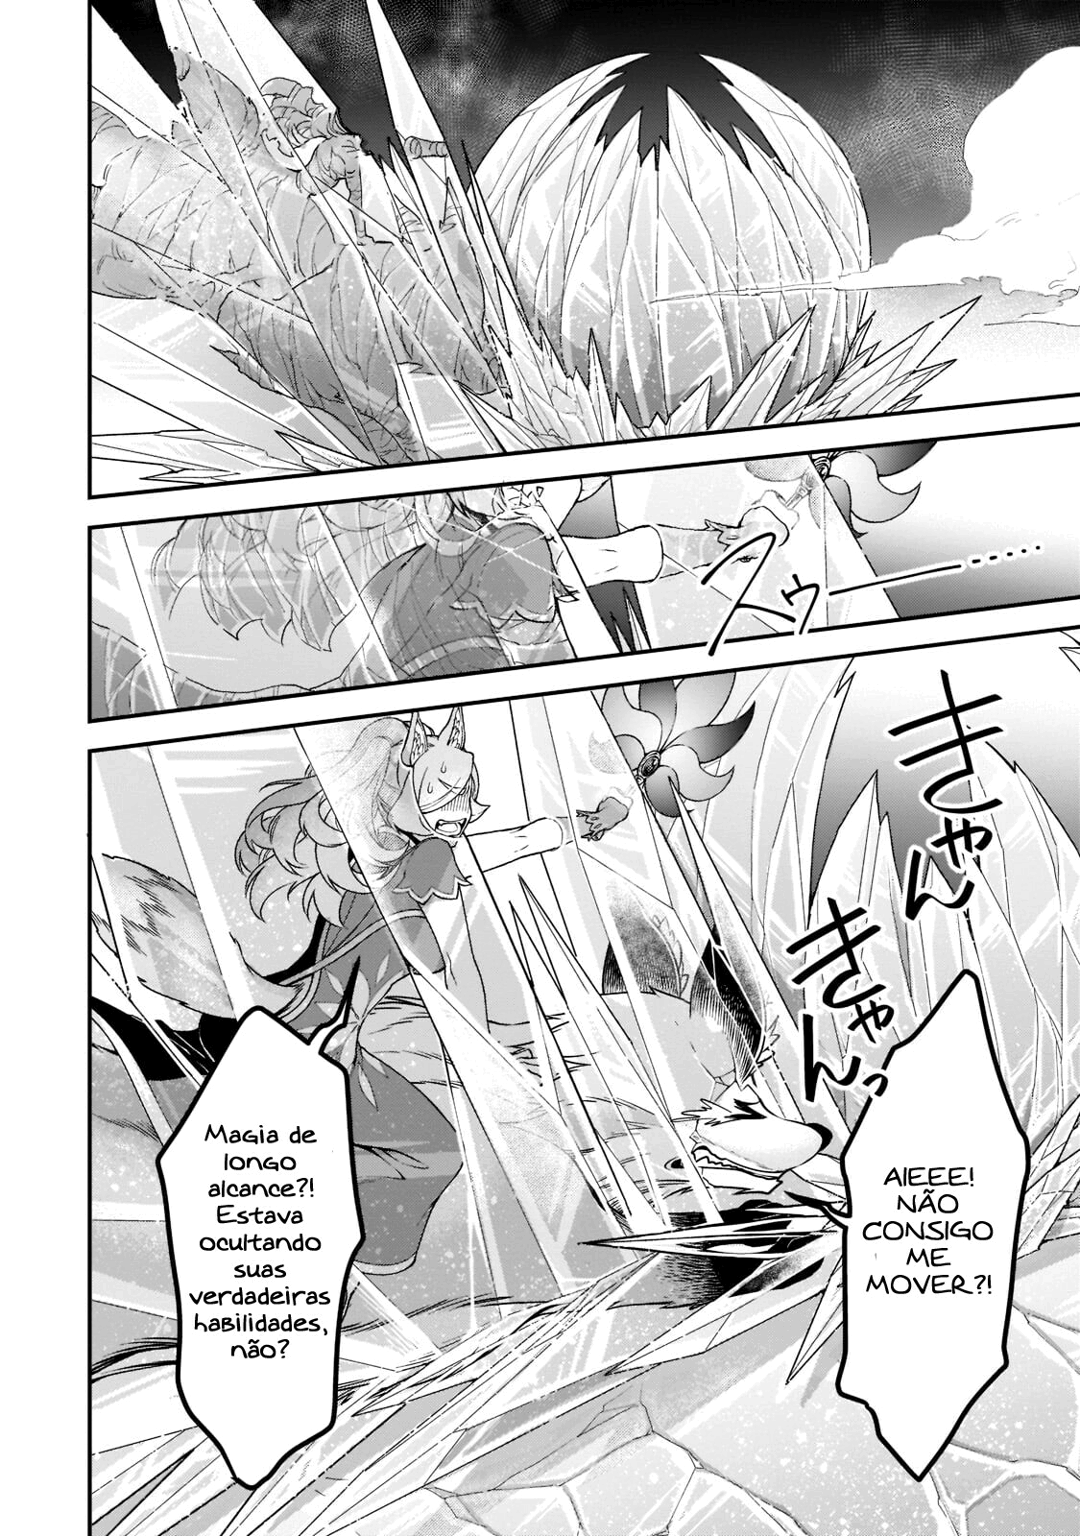 スゥー……
きゃん
きゃんっ
AIEEE!
NÃO
CONSIGO
ME
MOVER?!
Magia de
longo
alcance?!
Estava
ocultando
suas
verdadeiras
habilidades,
não?